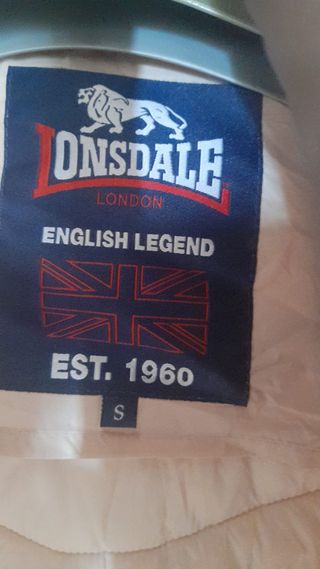 LONSDALE
LONDON
ENGLISH LEGEND
EST. 1960
S